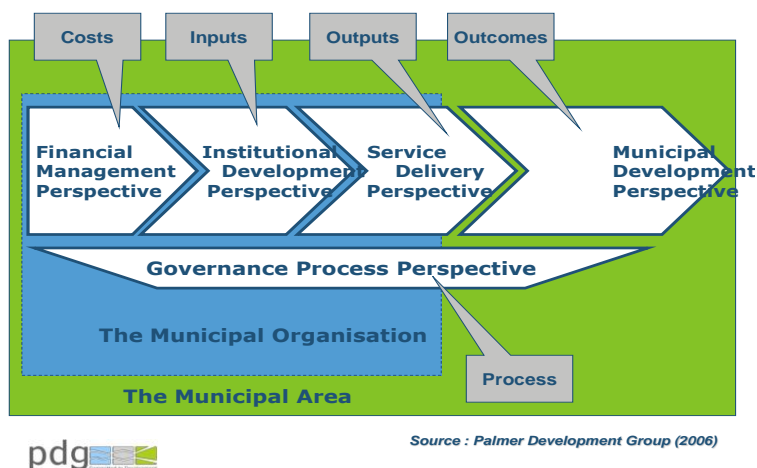 Costs
Inputs
Outputs
Outcomes
Financial
Management
Perspective
Institutional
Development
Perspective
Service
Delivery
Perspective
Municipal
Development
Perspective
Governance Process Perspective
The Municipal Organisation
Process
The Municipal Area
Source : Palmer Development Group (2006)
pdg